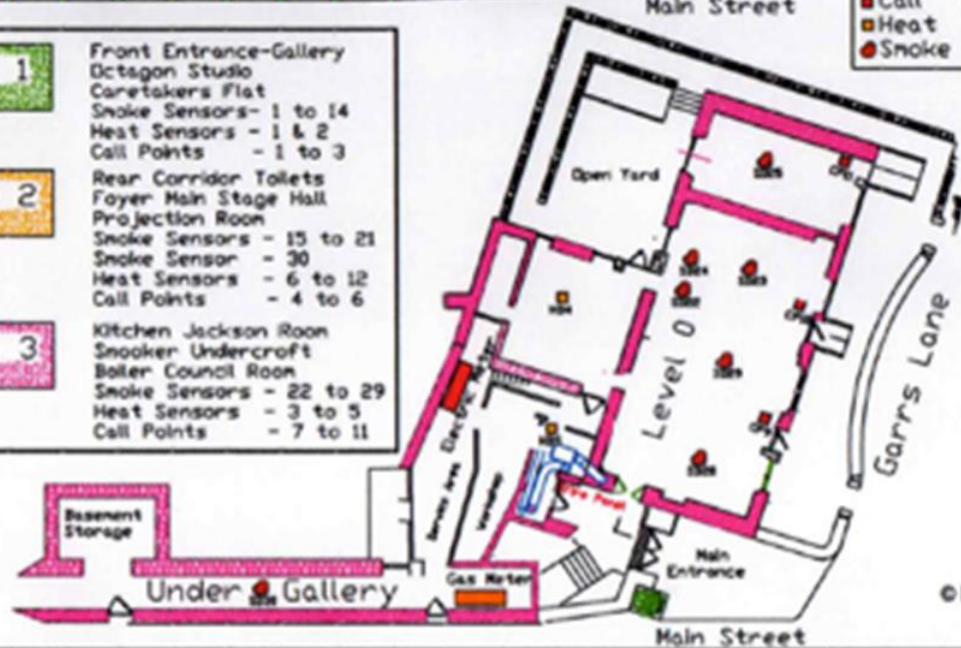 Main Street
Call
Heat
Smoke
1
Front Entrance-Gallery
Octagon Studio
Caretakers Flat
Smoke Sensors- 1 to 14
Heat Sensors - 1 & 2
Call Points - 1 to 3
2
Rear Corridor Toilets
Foyer Main Stage Hall
Projection Room
Smoke Sensors - 15 to 21
Smoke Sensor - 30
Heat Sensors - 6 to 12
Call Points - 4 to 6
3
Kitchen Jackson Room
Snooker Undercroft
Boiler Council Room
Smoke Sensors - 22 to 29
Heat Sensors - 3 to 5
Call Points - 7 to 11
Open Yard
Level 0
Garrs Lane
Electric Meter
Fire Panel
Basement
Storage
Main
Entrance
Gas Meter
Under Gallery
Main Street
©